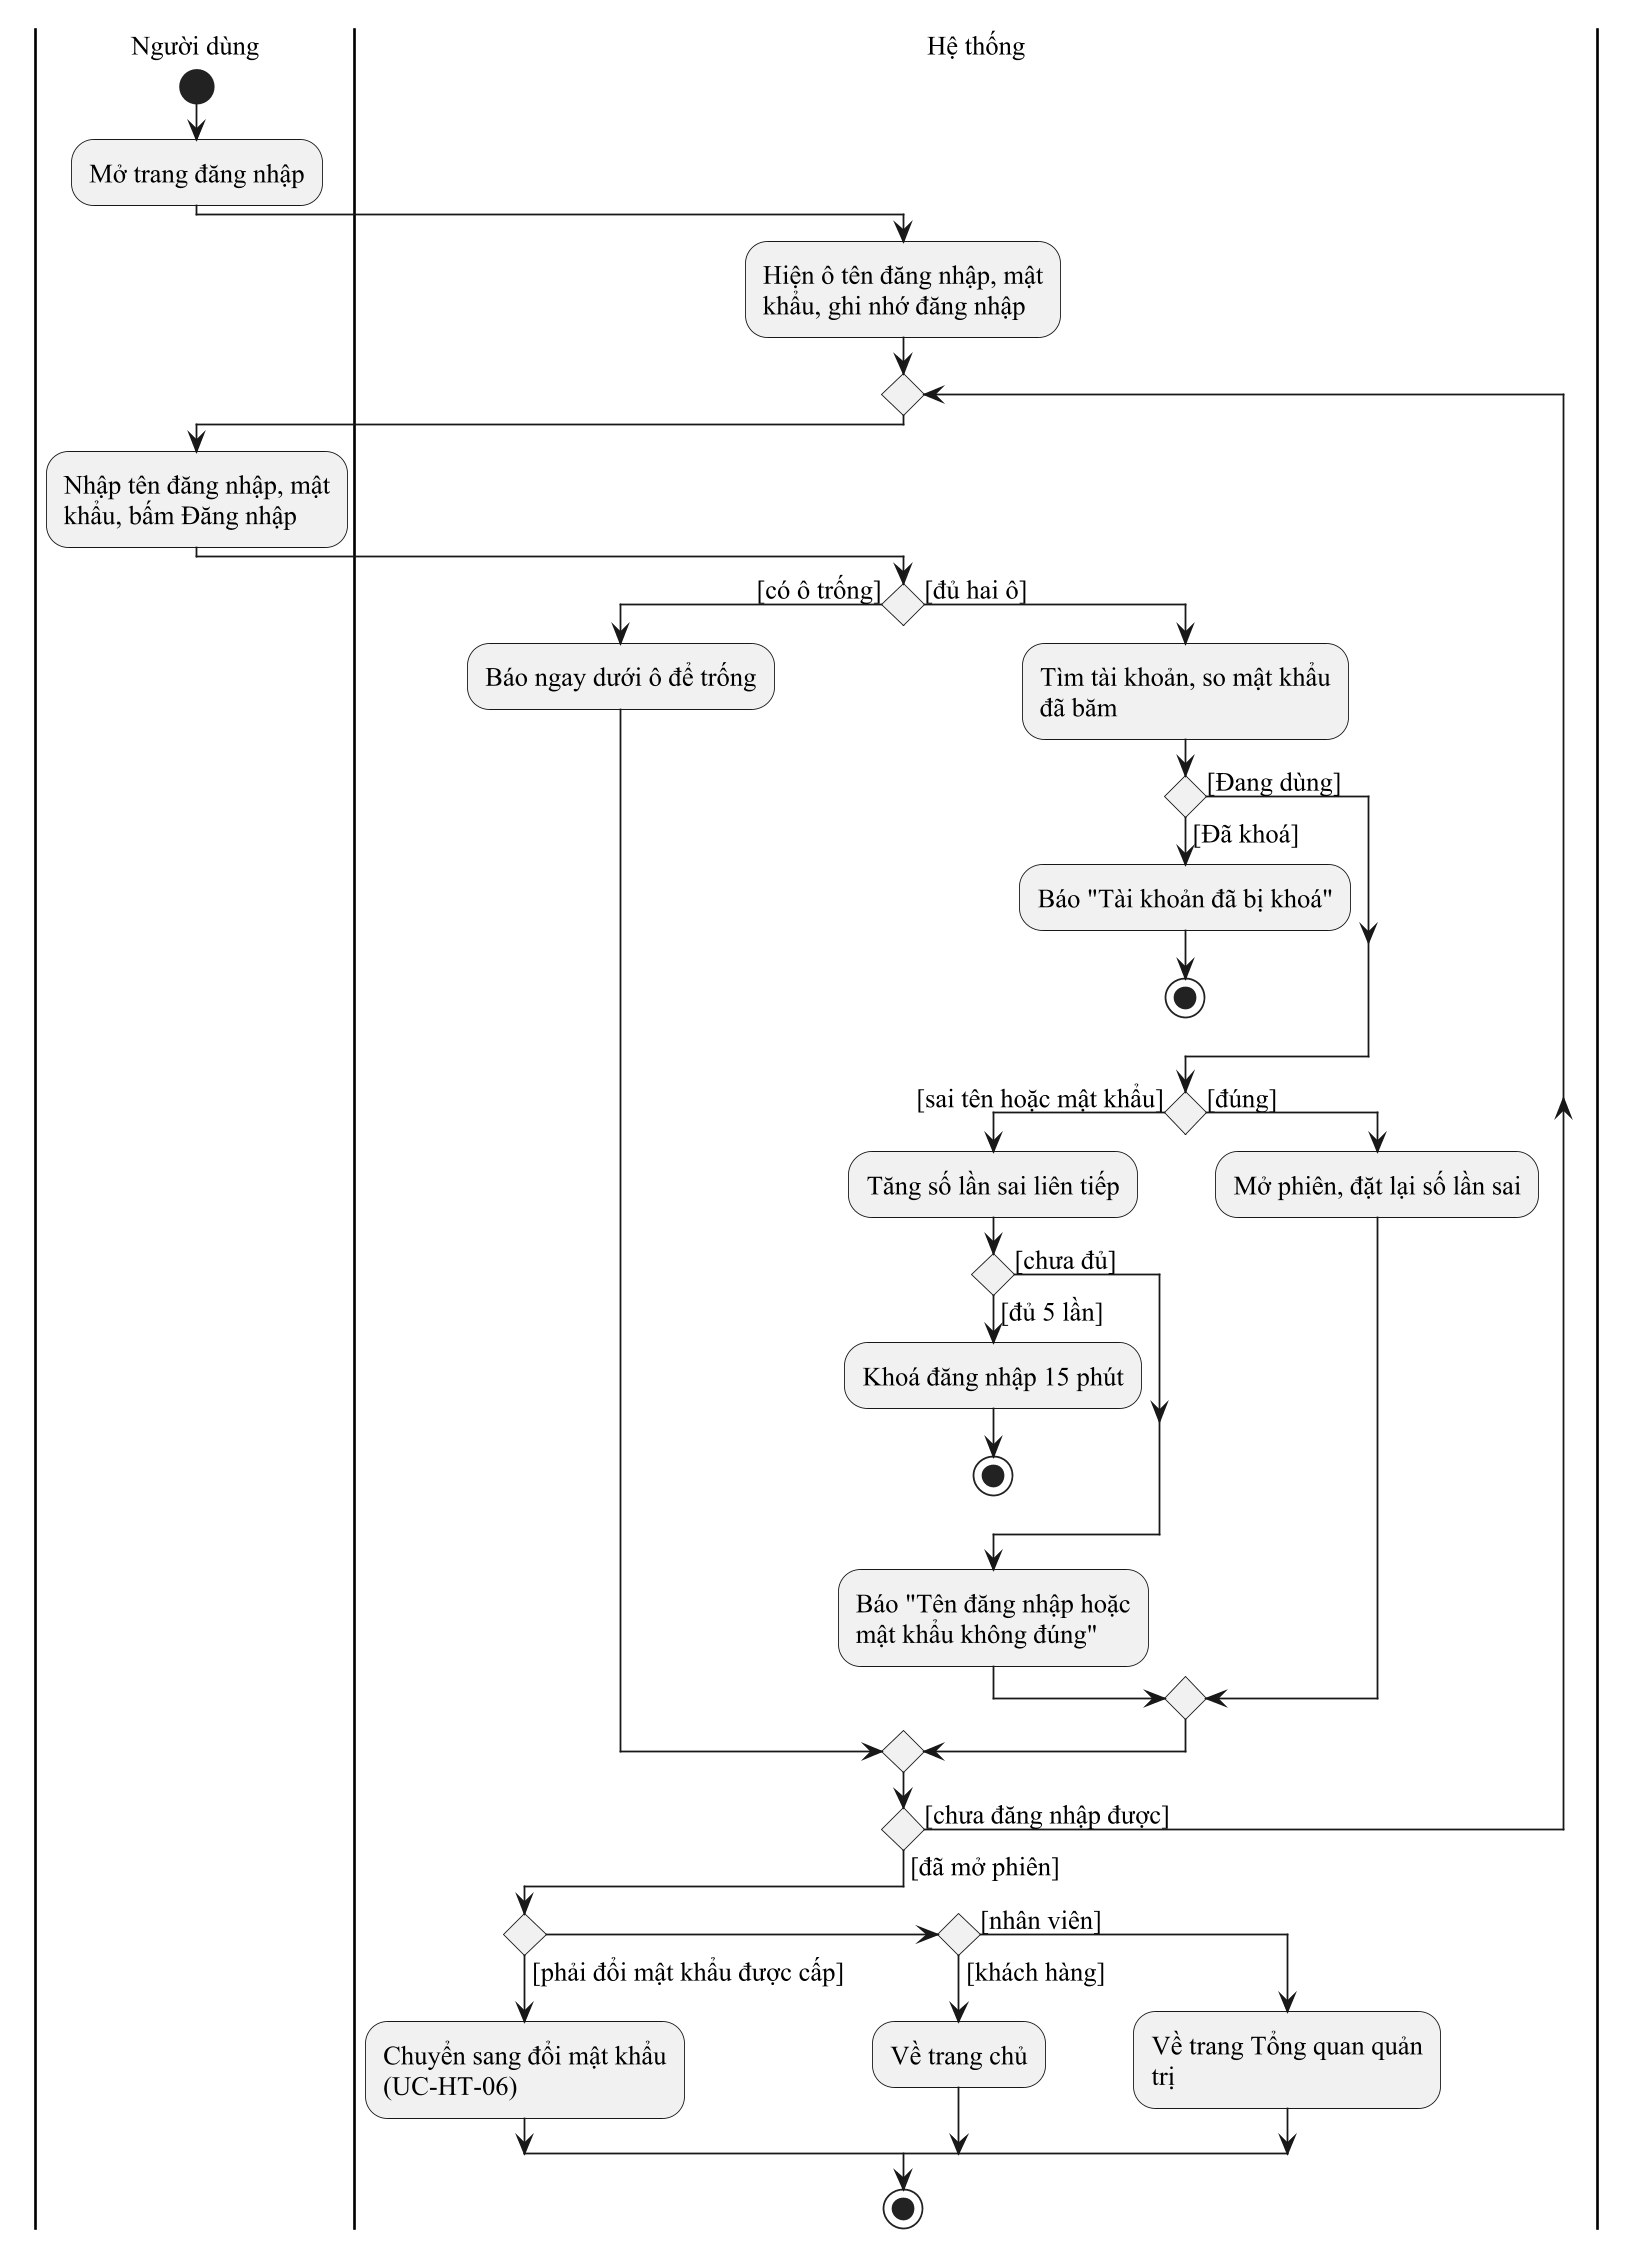 Người dùng
Hệ thống
Mở trang đăng nhập
Hiện ô tên đăng nhập, mật
khẩu, ghi nhớ đăng nhập
Nhập tên đăng nhập, mật
khẩu, bấm Đăng nhập
[có ô trống]
[đủ hai ô]
Báo ngay dưới ô để trống
Tìm tài khoản, so mật khẩu
đã băm
[Đang dùng]
[Đã khoá]
Báo "Tài khoản đã bị khoá"
[sai tên hoặc mật khẩu]
[đúng]
Tăng số lần sai liên tiếp
Mở phiên, đặt lại số lần sai
[chưa đủ]
[đủ 5 lần]
Khoá đăng nhập 15 phút
Báo "Tên đăng nhập hoặc
mật khẩu không đúng"
[chưa đăng nhập được]
[đã mở phiên]
[nhân viên]
[phải đổi mật khẩu được cấp]
[khách hàng]
Chuyển sang đổi mật khẩu
(UC-HT-06)
Về trang chủ
Về trang Tổng quan quản
trị